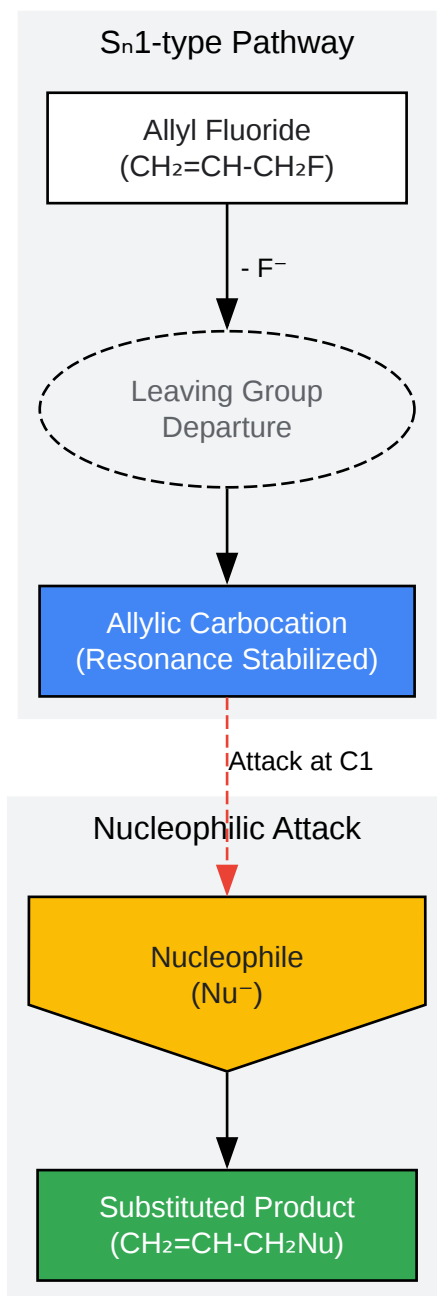 Sₙ1-type Pathway
Allyl Fluoride
(CH₂=CH-CH₂F)
- F⁻
Leaving Group
Departure
Allylic Carbocation
(Resonance Stabilized)
Attack at C1
Nucleophilic Attack
Nucleophile
(Nu⁻)
Substituted Product
(CH₂=CH-CH₂Nu)